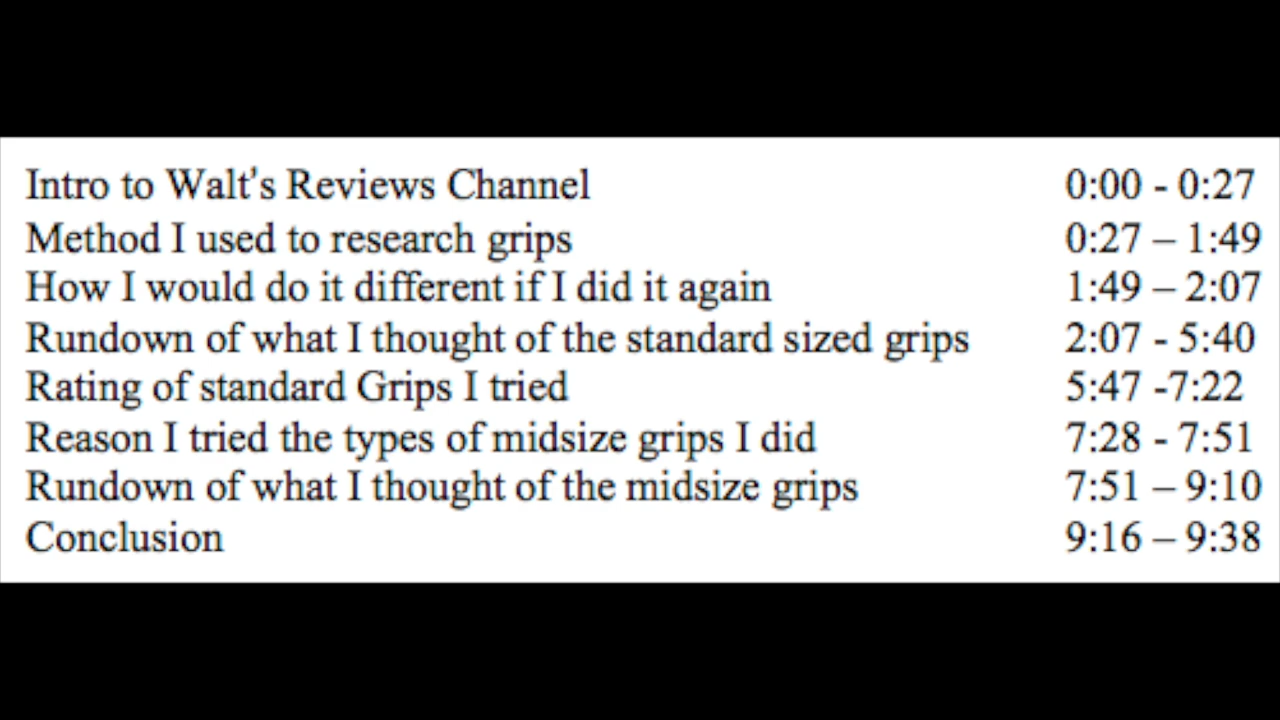 Intro to Walt's Reviews Channel 0:00 - 0:27
Method I used to research grips 0:27 – 1:49
How I would do it different if I did it again 1:49 – 2:07
Rundown of what I thought of the standard sized grips 2:07 - 5:40
Rating of standard Grips I tried 5:47 -7:22
Reason I tried the types of midsize grips I did 7:28 - 7:51
Rundown of what I thought of the midsize grips 7:51 – 9:10
Conclusion 9:16 – 9:38